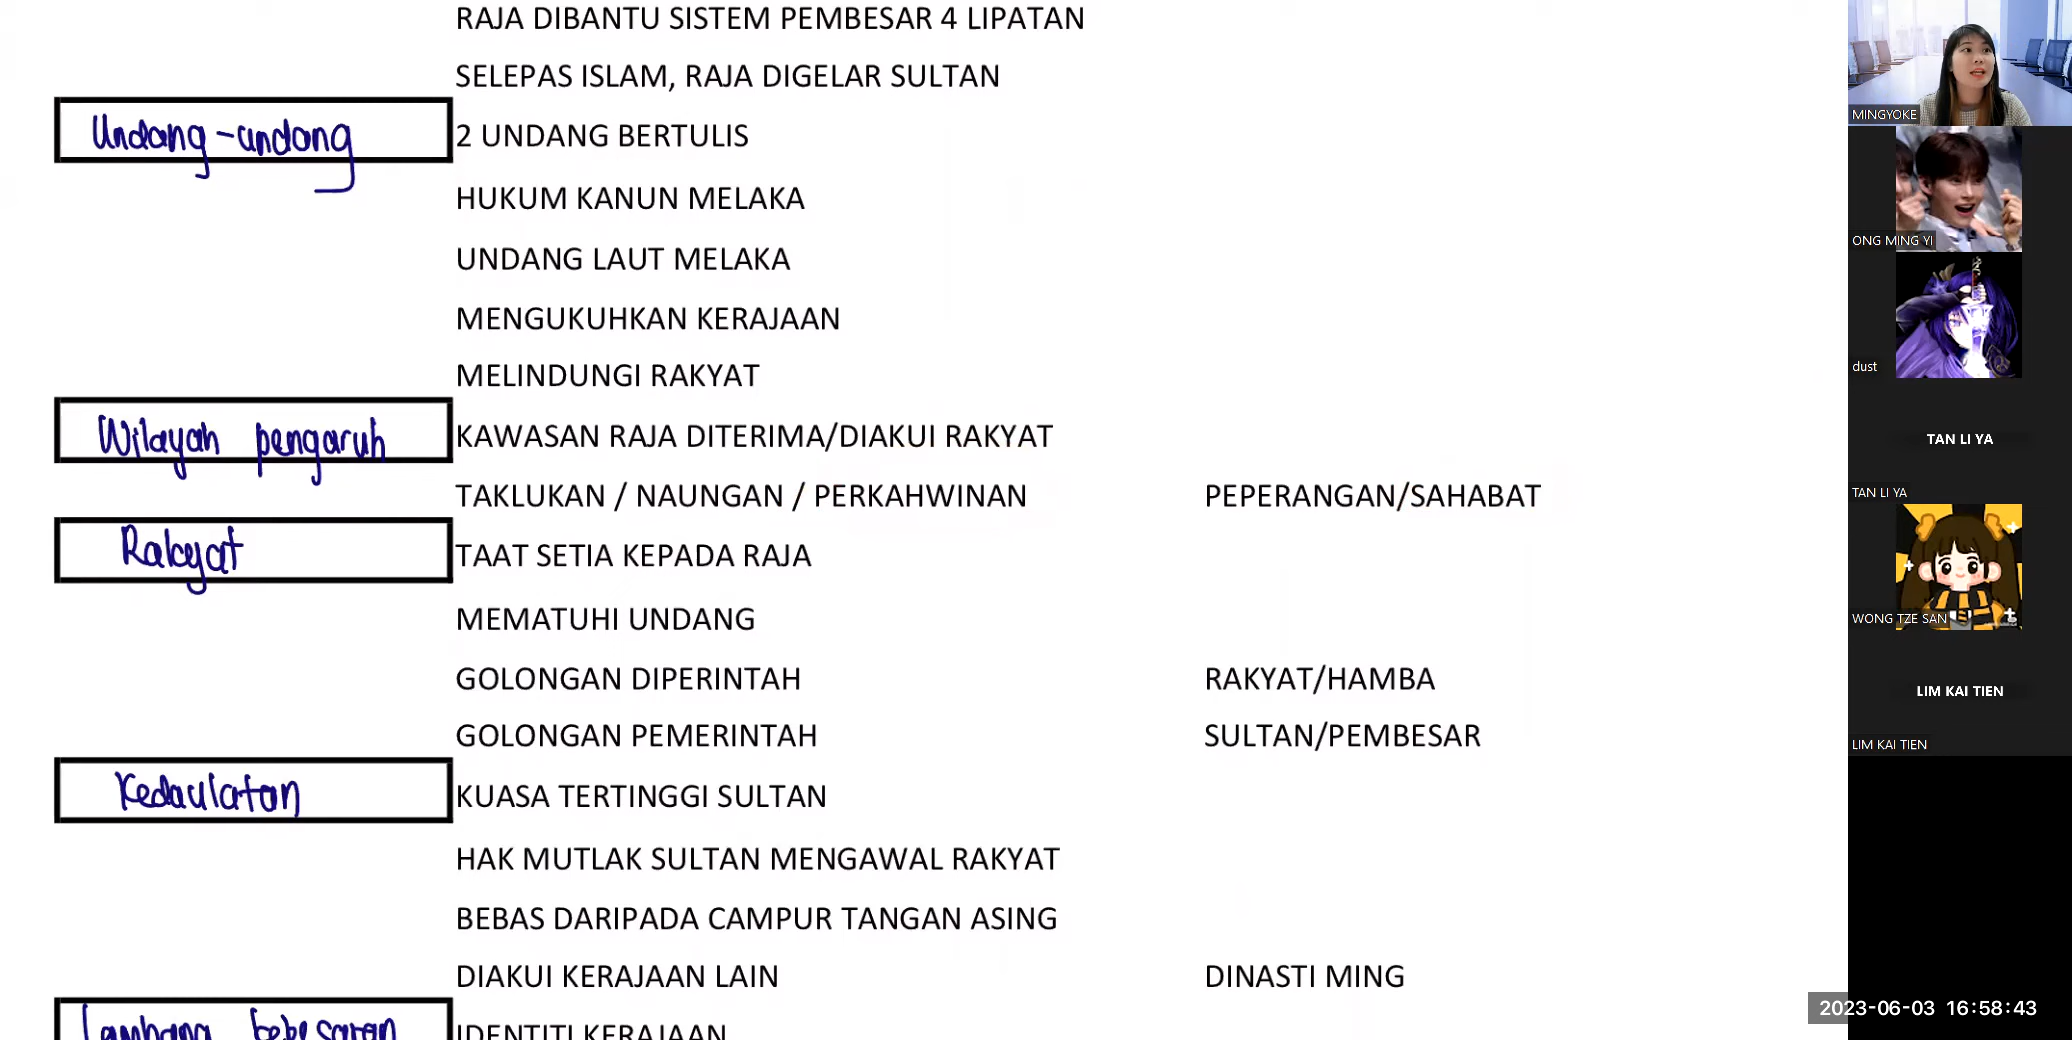 RAJA DIBANTU SISTEM PEMBESAR 4 LIPATAN
SELEPAS ISLAM, RAJA DIGELAR SULTAN
Undang-undang 2 UNDANG BERTULIS
HUKUM KANUN MELAKA
UNDANG LAUT MELAKA
MENGUKUHKAN KERAJAAN
MELINDUNGI RAKYAT
Wilayah pengaruh KAWASAN RAJA DITERIMA/DIAKUI RAKYAT
TAKLUKAN / NAUNGAN / PERKAHWINAN PEPERANGAN/SAHABAT
Rakyat TAAT SETIA KEPADA RAJA
MEMATUHI UNDANG
GOLONGAN DIPERINTAH RAKYAT/HAMBA
GOLONGAN PEMERINTAH SULTAN/PEMBESAR
Kedaulatan KUASA TERTINGGI SULTAN
HAK MUTLAK SULTAN MENGAWAL RAKYAT
BEBAS DARIPADA CAMPUR TANGAN ASING
DIAKUI KERAJAAN LAIN DINASTI MING
Lambang kebesaran IDENTITI KERAJAAN
MINGYOKE
ONG MING YI
dust
TAN LI YA
TAN LI YA
WONG TZE SAN
LIM KAI TIEN
LIM KAI TIEN
2023-06-03 16:58:43